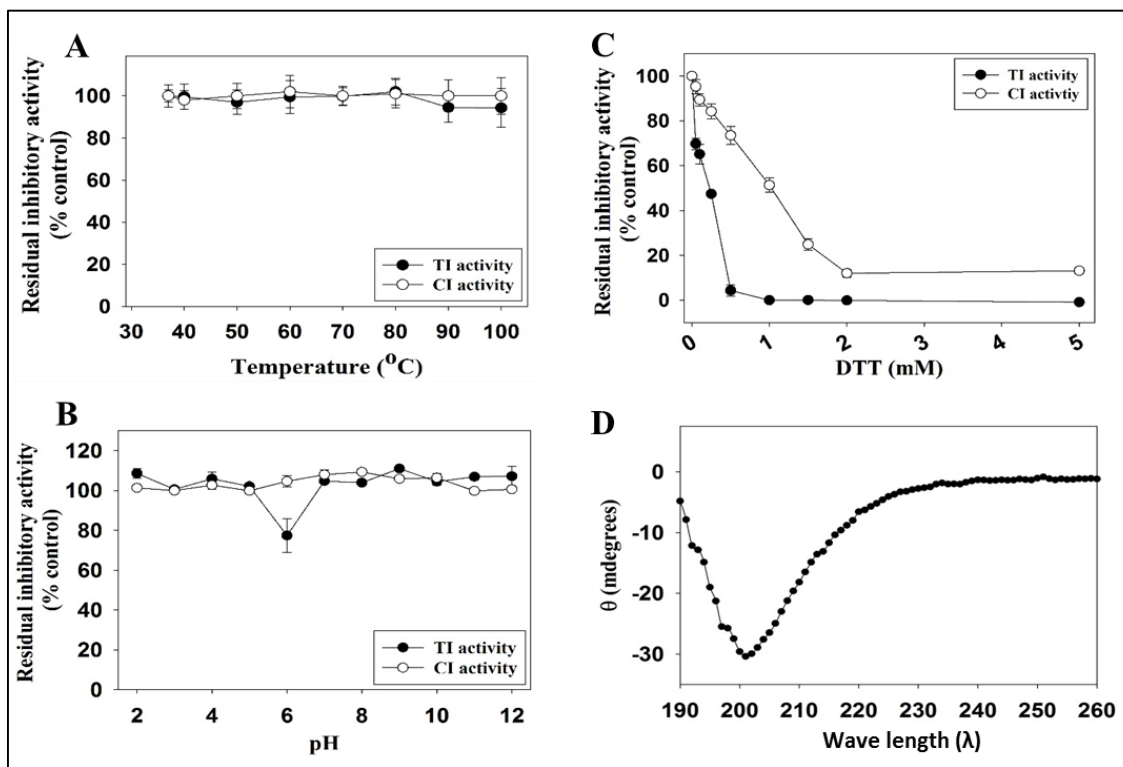 A
Residual inhibitory activity
(% control)
100
80
60
40
20
0
TI activity
CI activity
30 40 50 60 70 80 90 100
Temperature (°C)
B
Residual inhibitory activity
(% control)
120
100
80
60
40
20
0
TI activity
CI activity
2 4 6 8 10 12
pH
C
Residual inhibitory activity
(% control)
100
80
60
40
20
0
TI activity
CI activtiy
0 1 2 3 4 5
DTT (mM)
D
θ (mdegrees)
0
-10
-20
-30
190 200 210 220 230 240 250 260
Wave length (λ)